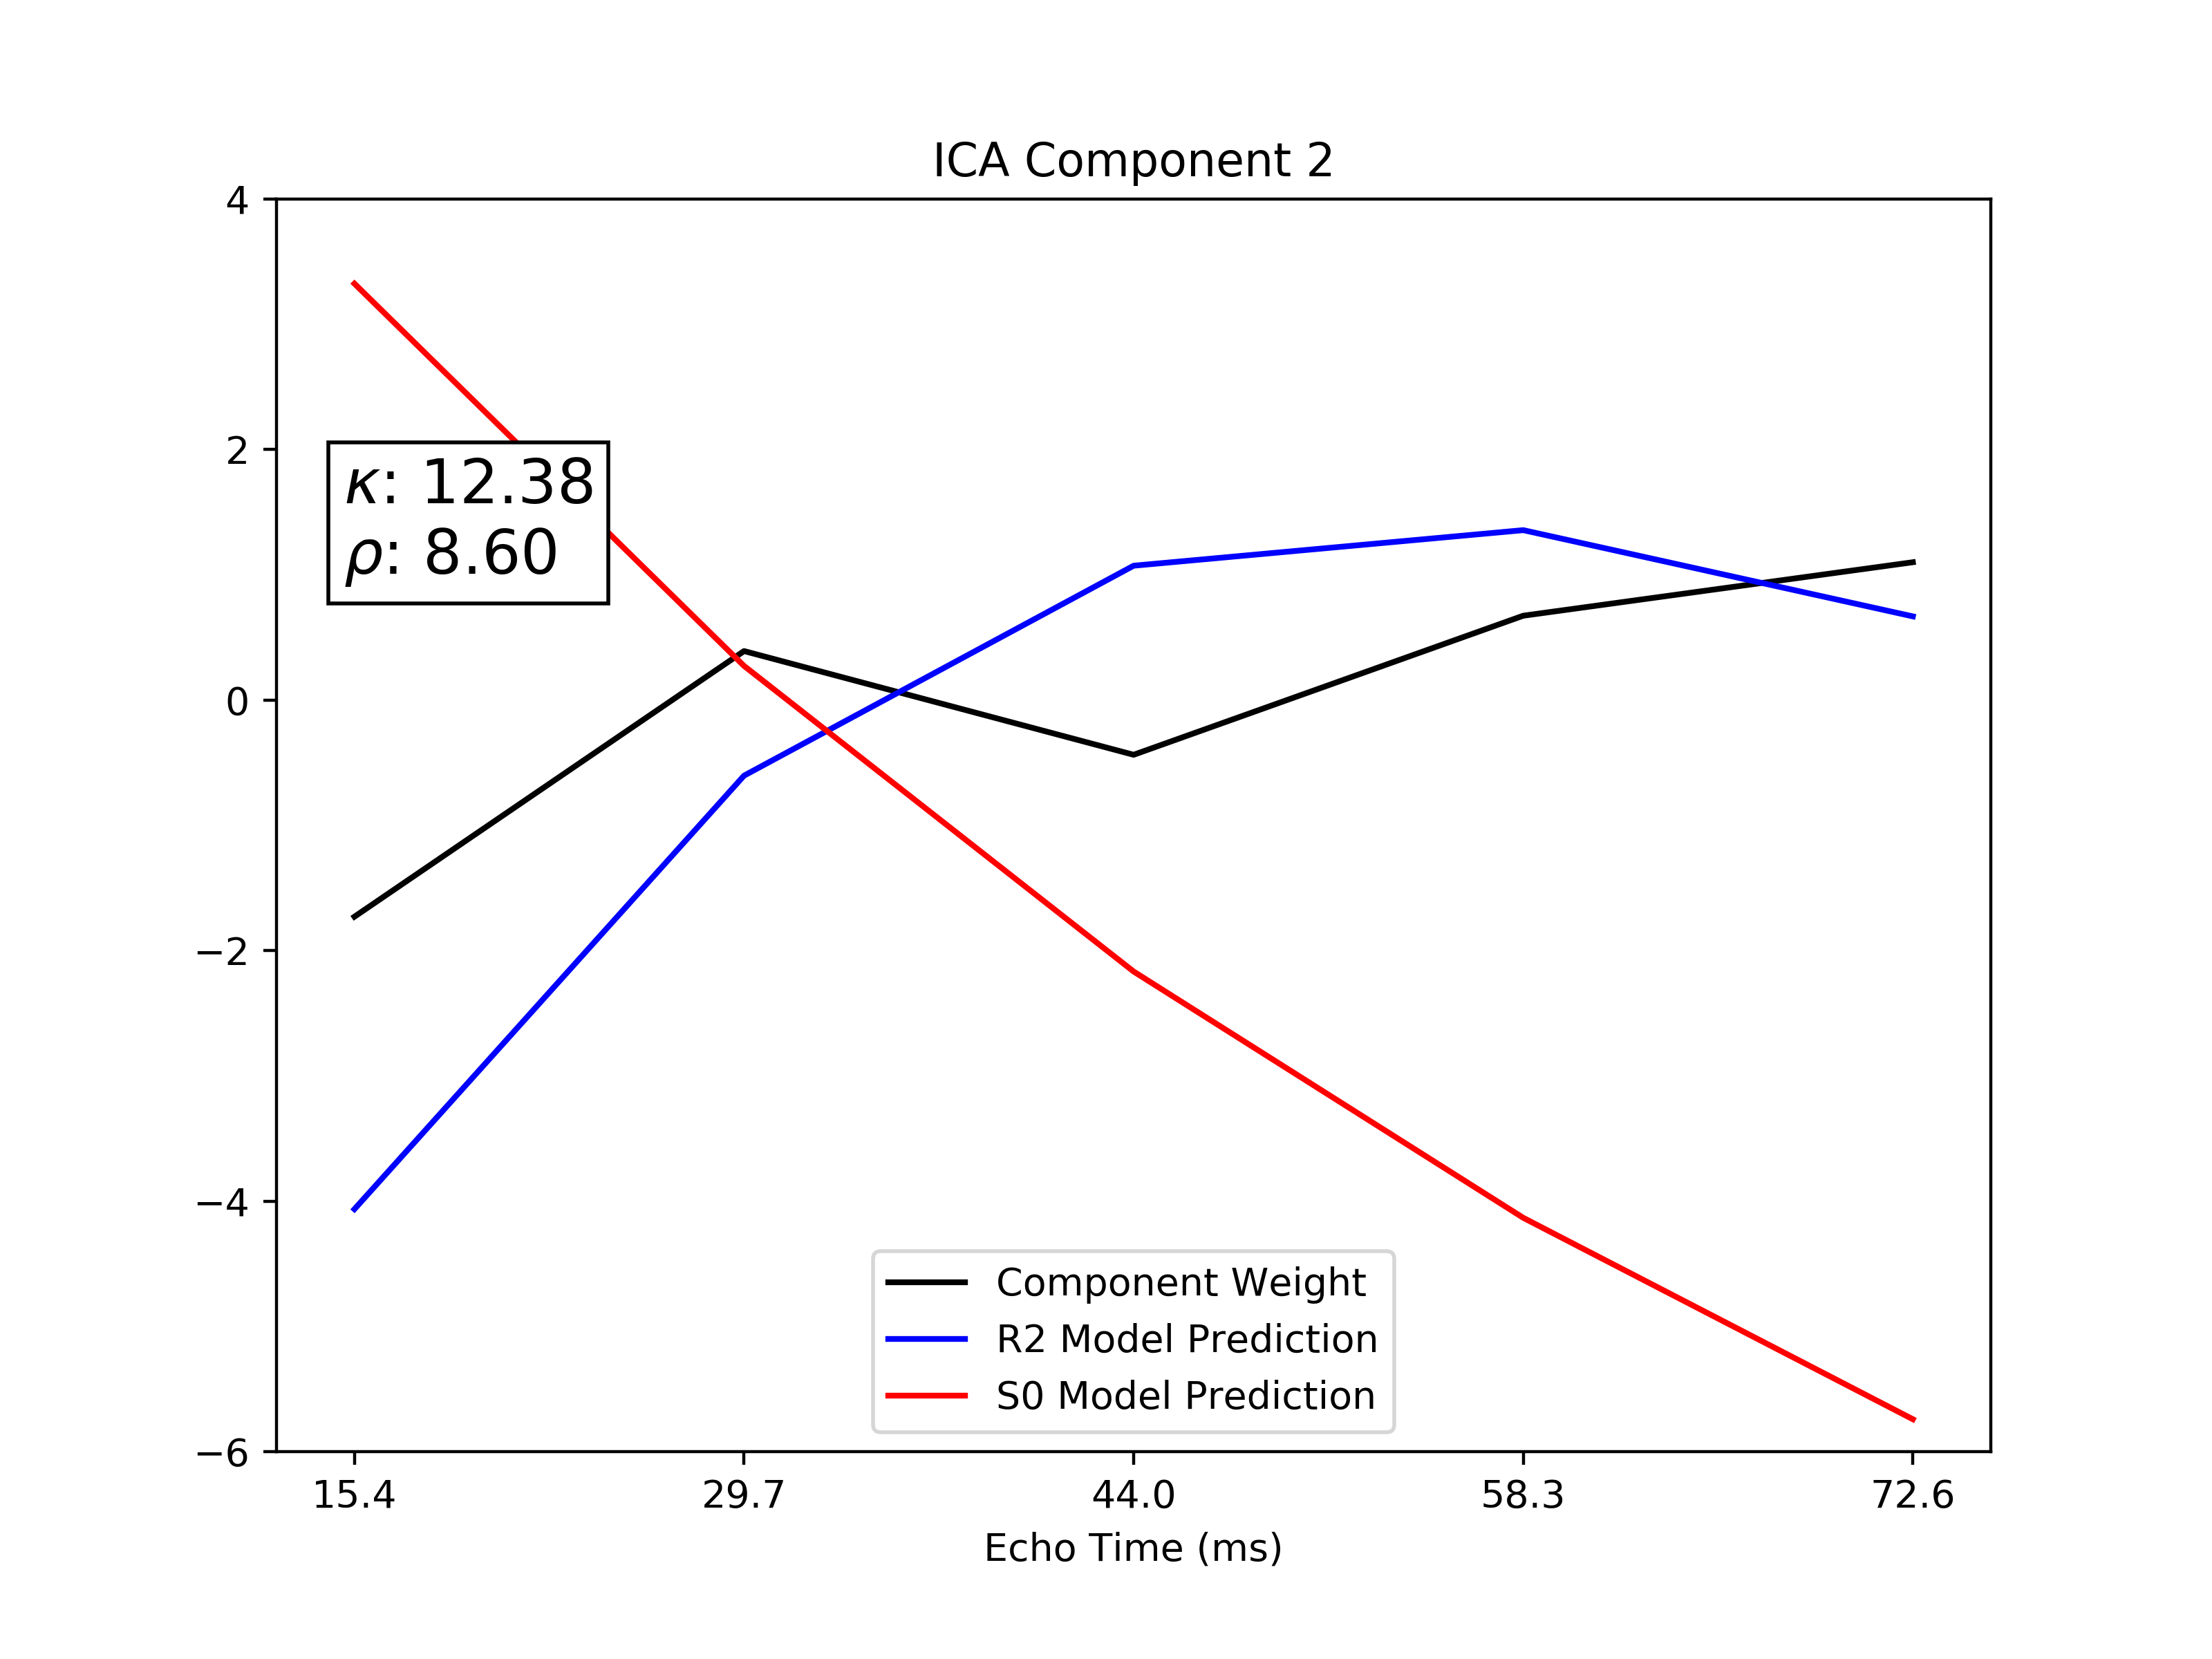 ICA Component 2
4
2
0
−2
−4
−6
κ: 12.38
ρ: 8.60
Component Weight
R2 Model Prediction
S0 Model Prediction
15.4 29.7 44.0 58.3 72.6
Echo Time (ms)